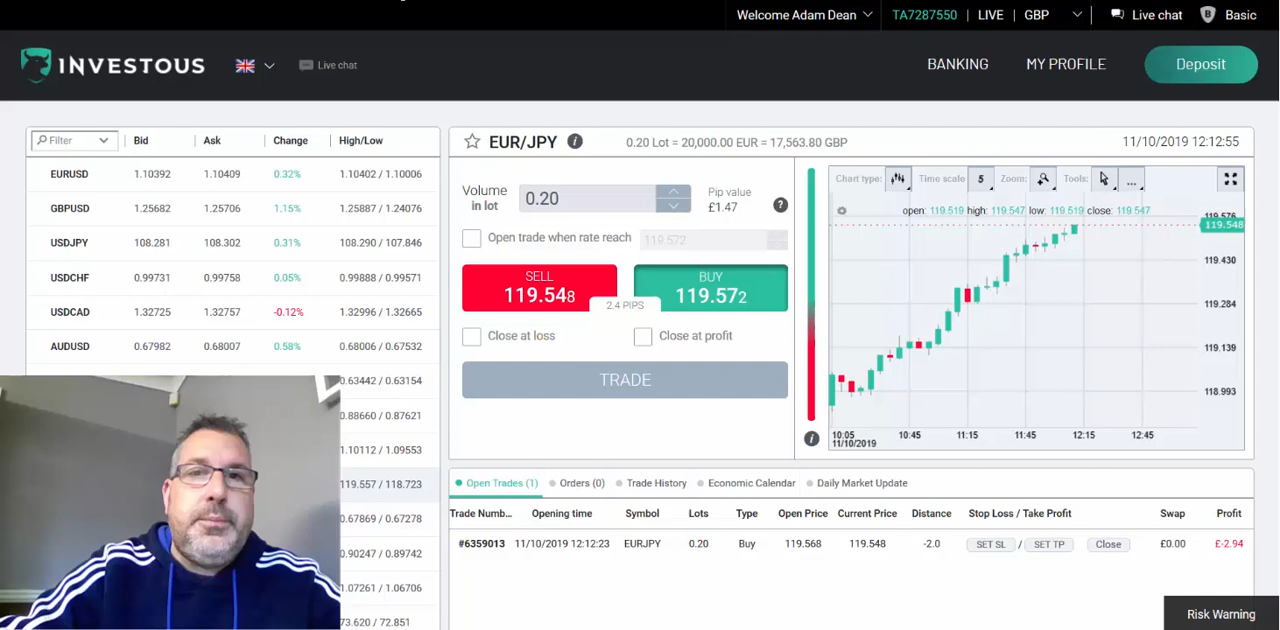 Welcome Adam Dean TA7287550 | LIVE | GBP Live chat B Basic
INVESTOUS Live chat BANKING MY PROFILE Deposit
Filter Bid Ask Change High/Low
EURUSD 1.10392 1.10409 0.32% 1.10402 / 1.10006
GBPUSD 1.25682 1.25706 1.15% 1.25887 / 1.24076
USDJPY 108.281 108.302 0.31% 108.290 / 107.846
USDCHF 0.99731 0.99758 0.05% 0.99888 / 0.99571
USDCAD 1.32725 1.32757 -0.12% 1.32996 / 1.32665
AUDUSD 0.67982 0.68007 0.58% 0.68006 / 0.67532
0.63442 / 0.63154
0.88660 / 0.87621
1.10112 / 1.09553
119.557 / 118.723
0.67869 / 0.67278
0.90247 / 0.89742
1.07261 / 1.06706
73.620 / 72.851
EUR/JPY i 0.20 Lot = 20,000.00 EUR = 17,563.80 GBP 11/10/2019 12:12:55
Volume
in lot
0.20
Pip value
£1.47
?
Open trade when rate reach 119.572
SELL
119.548
BUY
119.572
2.4 PIPS
Close at loss Close at profit
TRADE
i
Chart type: Time scale 5 Zoom: Tools: ...
open: 119.519 high: 119.547 low: 119.519 close: 119.547
119.576
119.548
119.430
119.284
119.139
118.993
10:05 10:45 11:15 11:45 12:15 12:45
11/10/2019
Open Trades (1) Orders (0) Trade History Economic Calendar Daily Market Update
Trade Numb... Opening time Symbol Lots Type Open Price Current Price Distance Stop Loss / Take Profit Swap Profit
#6359013 11/10/2019 12:12:23 EURJPY 0.20 Buy 119.568 119.548 -2.0 SET SL / SET TP Close £0.00 £-2.94
Risk Warning